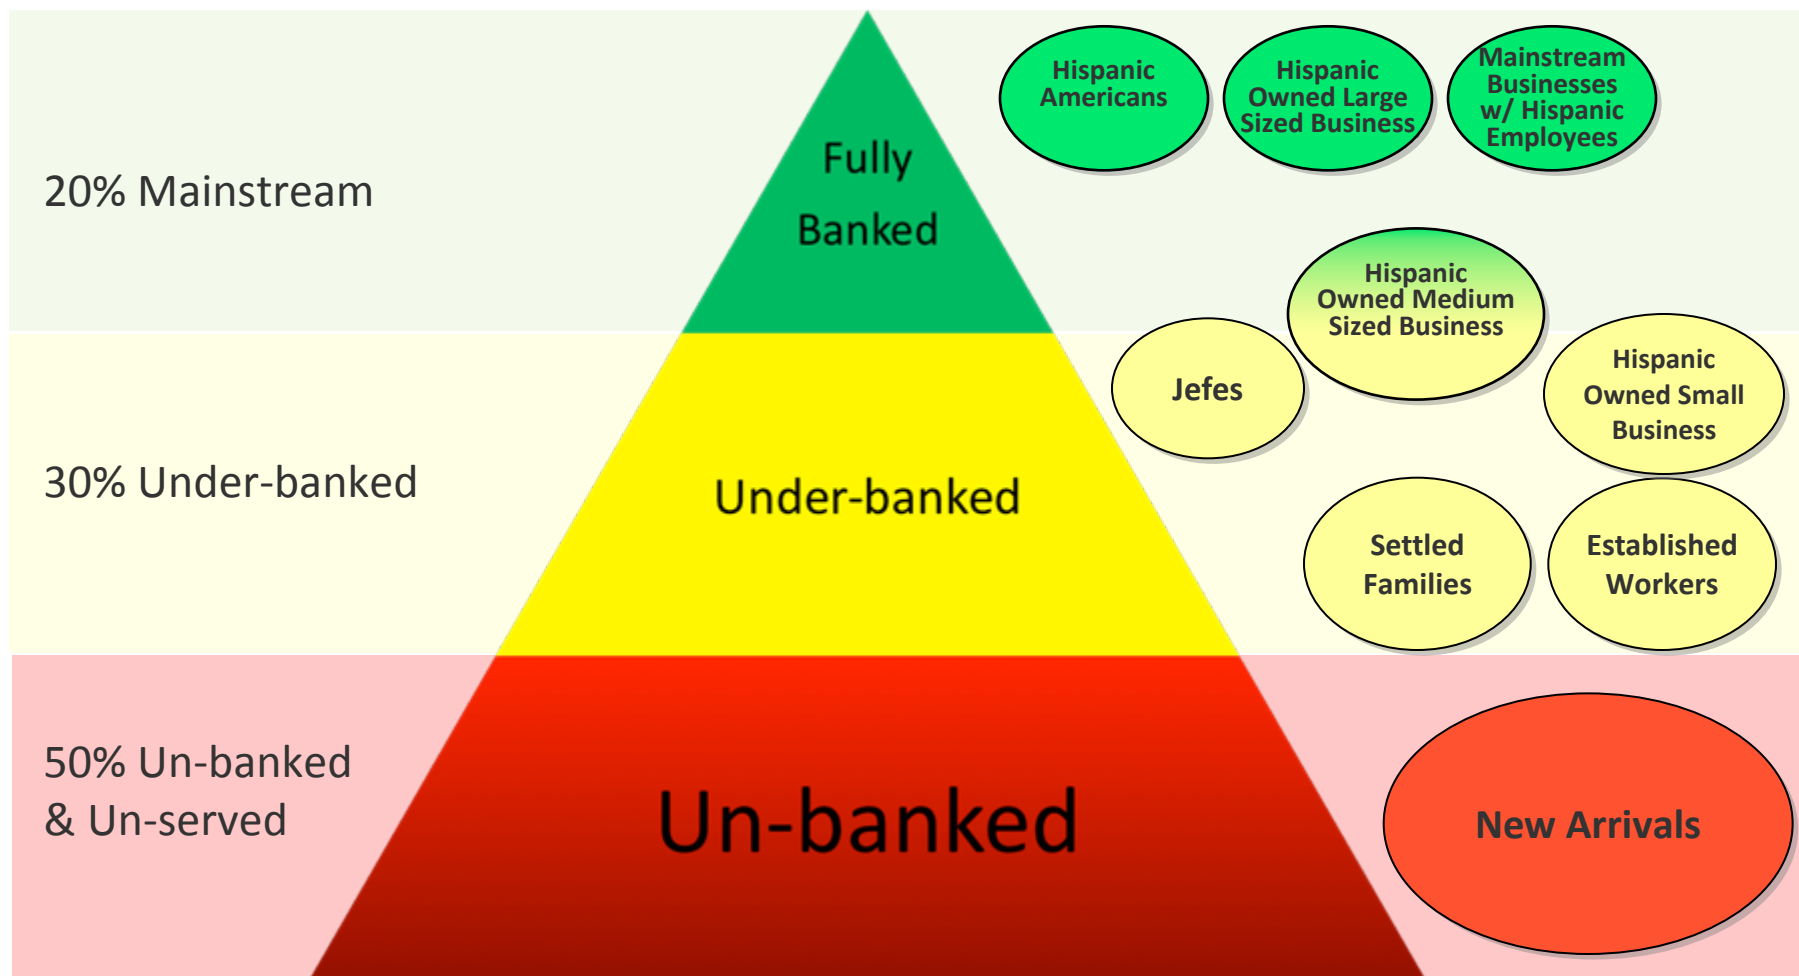 20% Mainstream
Fully
Banked
Hispanic
Americans
Hispanic
Owned Large
Sized Business
Mainstream
Businesses
w/ Hispanic
Employees
Hispanic
Owned Medium
Sized Business
30% Under-banked
Under-banked
Jefes
Hispanic
Owned Small
Business
Settled
Families
Established
Workers
50% Un-banked
& Un-served
Un-banked
New Arrivals